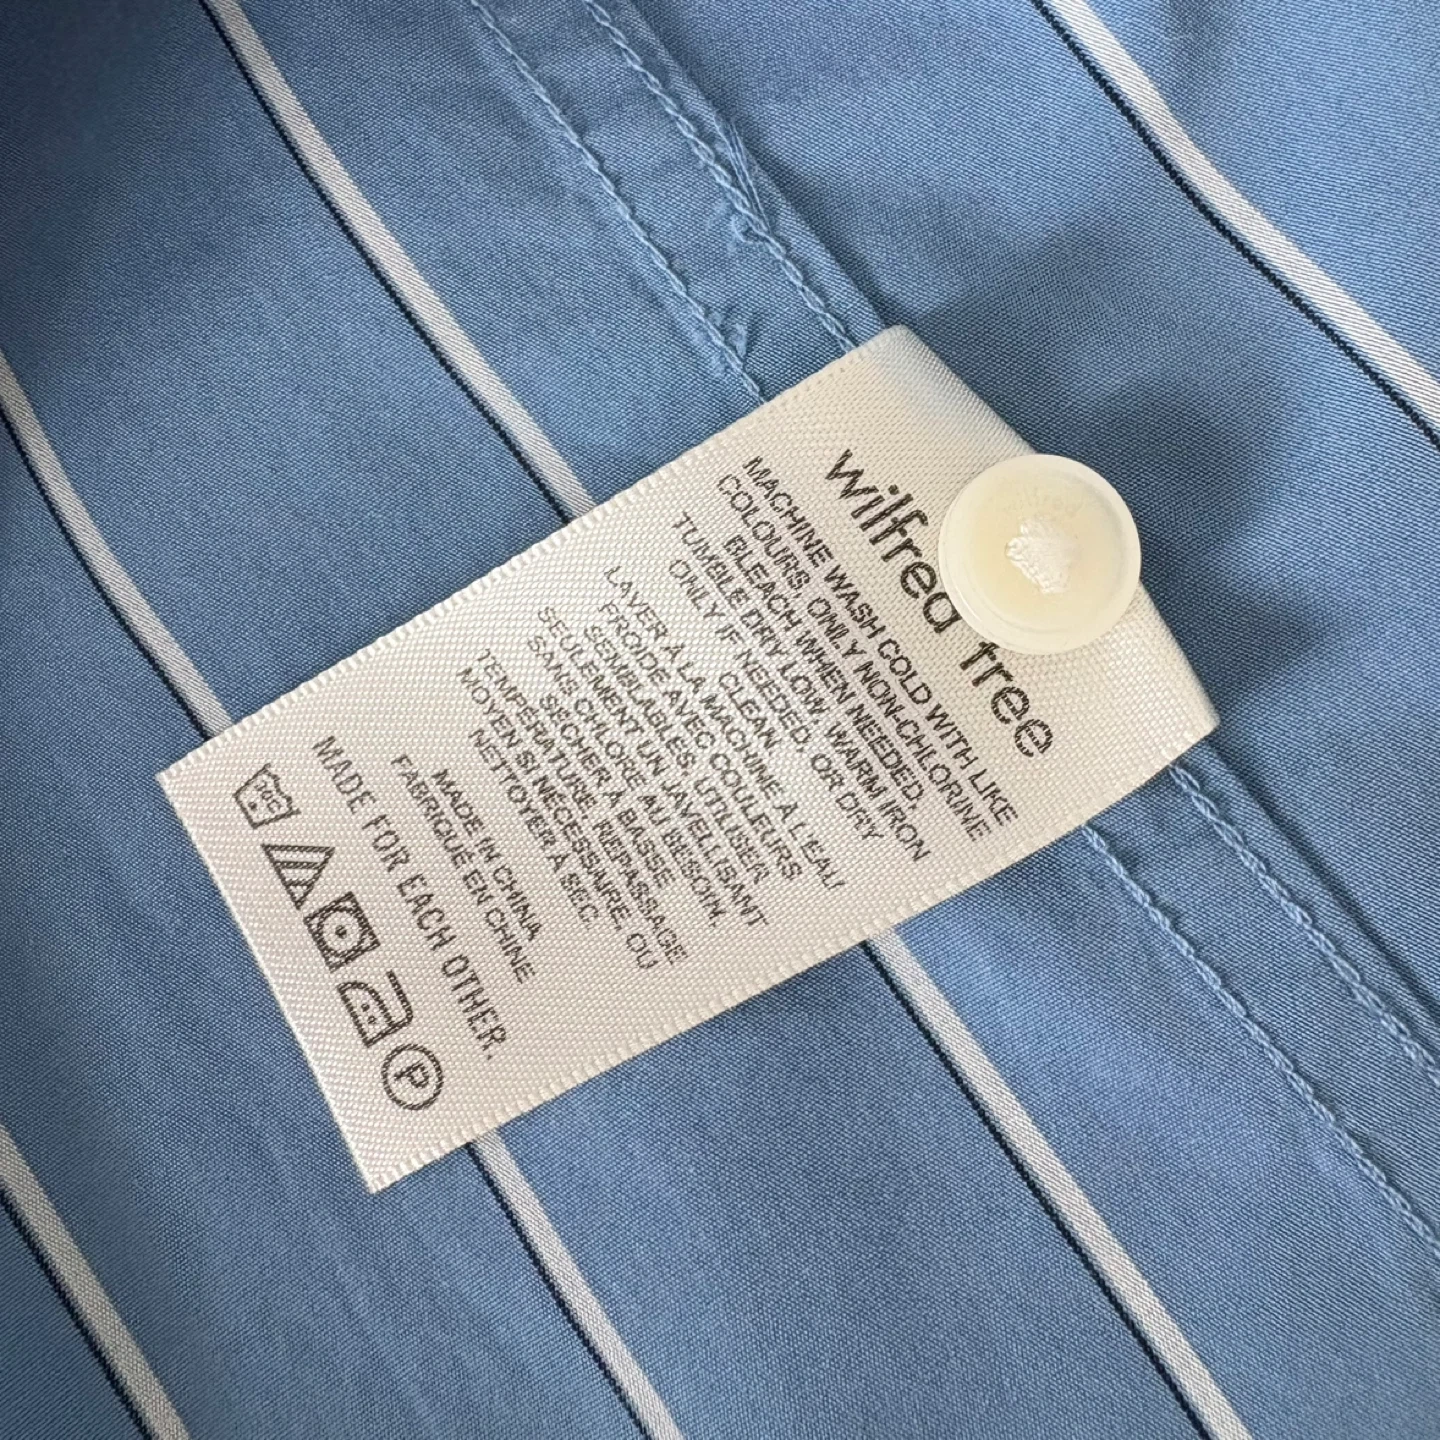 wilfred free
MACHINE WASH COLD WITH LIKE
COLOURS. ONLY NON-CHLORINE
BLEACH WHEN NEEDED.
TUMBLE DRY LOW. WARM IRON
ONLY IF NEEDED, OR DRY
CLEAN.
LAVER À LA MACHINE À L'EAU
FROIDE AVEC COULEURS
SEMBLABLES. UTILISER
SEULEMENT UN JAVELLISANT
SANS CHLORE AU BESOIN.
SÉCHER À BASSE
TEMPÉRATURE. REPASSAGE
MOYEN SI NÉCESSAIRE, OU
NETTOYER À SEC.
MADE IN CHINA
FABRIQUÉ EN CHINE
MADE FOR EACH OTHER.
P
wilfred